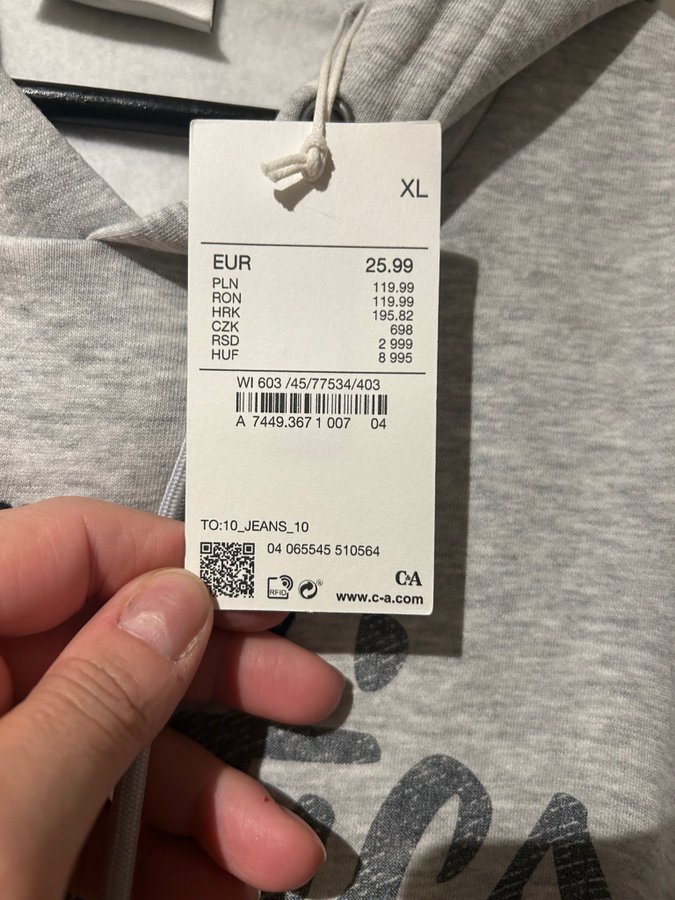 XL
EUR 25.99
PLN 119.99
RON 119.99
HRK 195.82
CZK 698
RSD 2 999
HUF 8 995
WI 603 /45/77534/403
A 7449.367 1 007 04
TO:10_JEANS_10
04 065545 510564
RFID
C&A
www.c-a.com